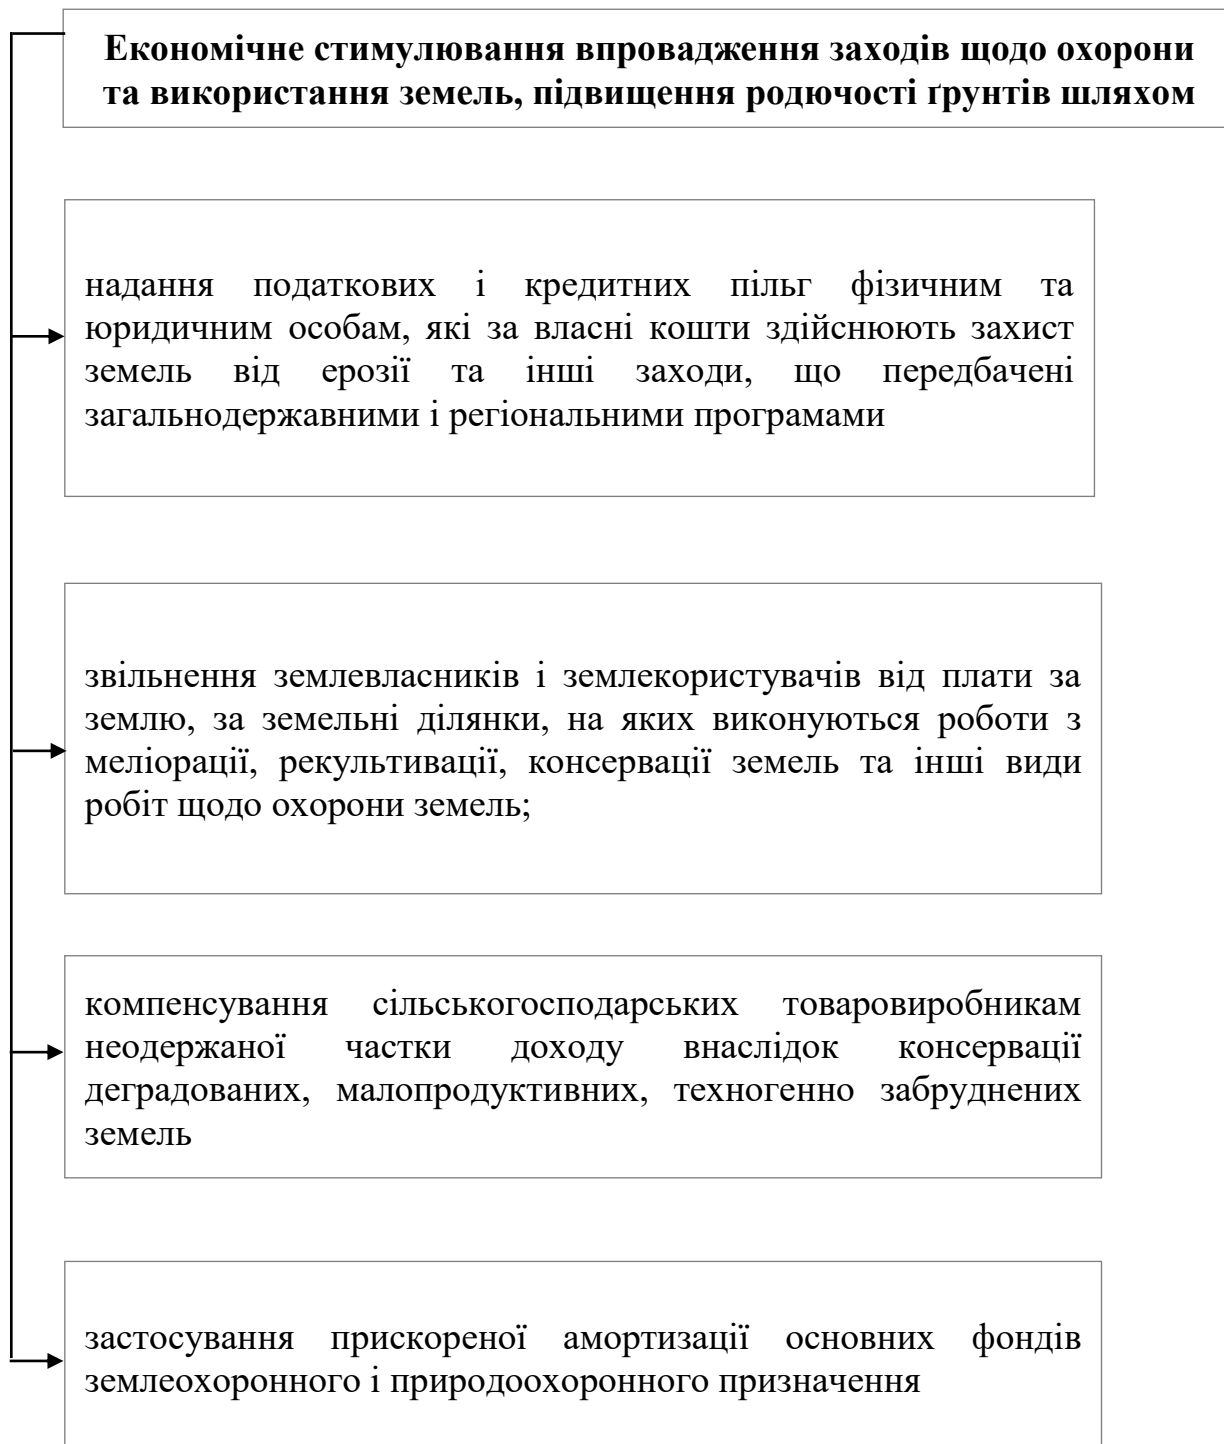 Економічне стимулювання впровадження заходів щодо охорони
та використання земель, підвищення родючості ґрунтів шляхом
надання податкових і кредитних пільг фізичним та
юридичним особам, які за власні кошти здійснюють захист
земель від ерозії та інші заходи, що передбачені
загальнодержавними і регіональними програмами
звільнення землевласників і землекористувачів від плати за
землю, за земельні ділянки, на яких виконуються роботи з
меліорації, рекультивації, консервації земель та інші види
робіт щодо охорони земель;
компенсування сільськогосподарських товаровиробникам
неодержаної частки доходу внаслідок консервації
деградованих, малопродуктивних, техногенно забруднених
земель
застосування прискореної амортизації основних фондів
землеохоронного і природоохоронного призначення